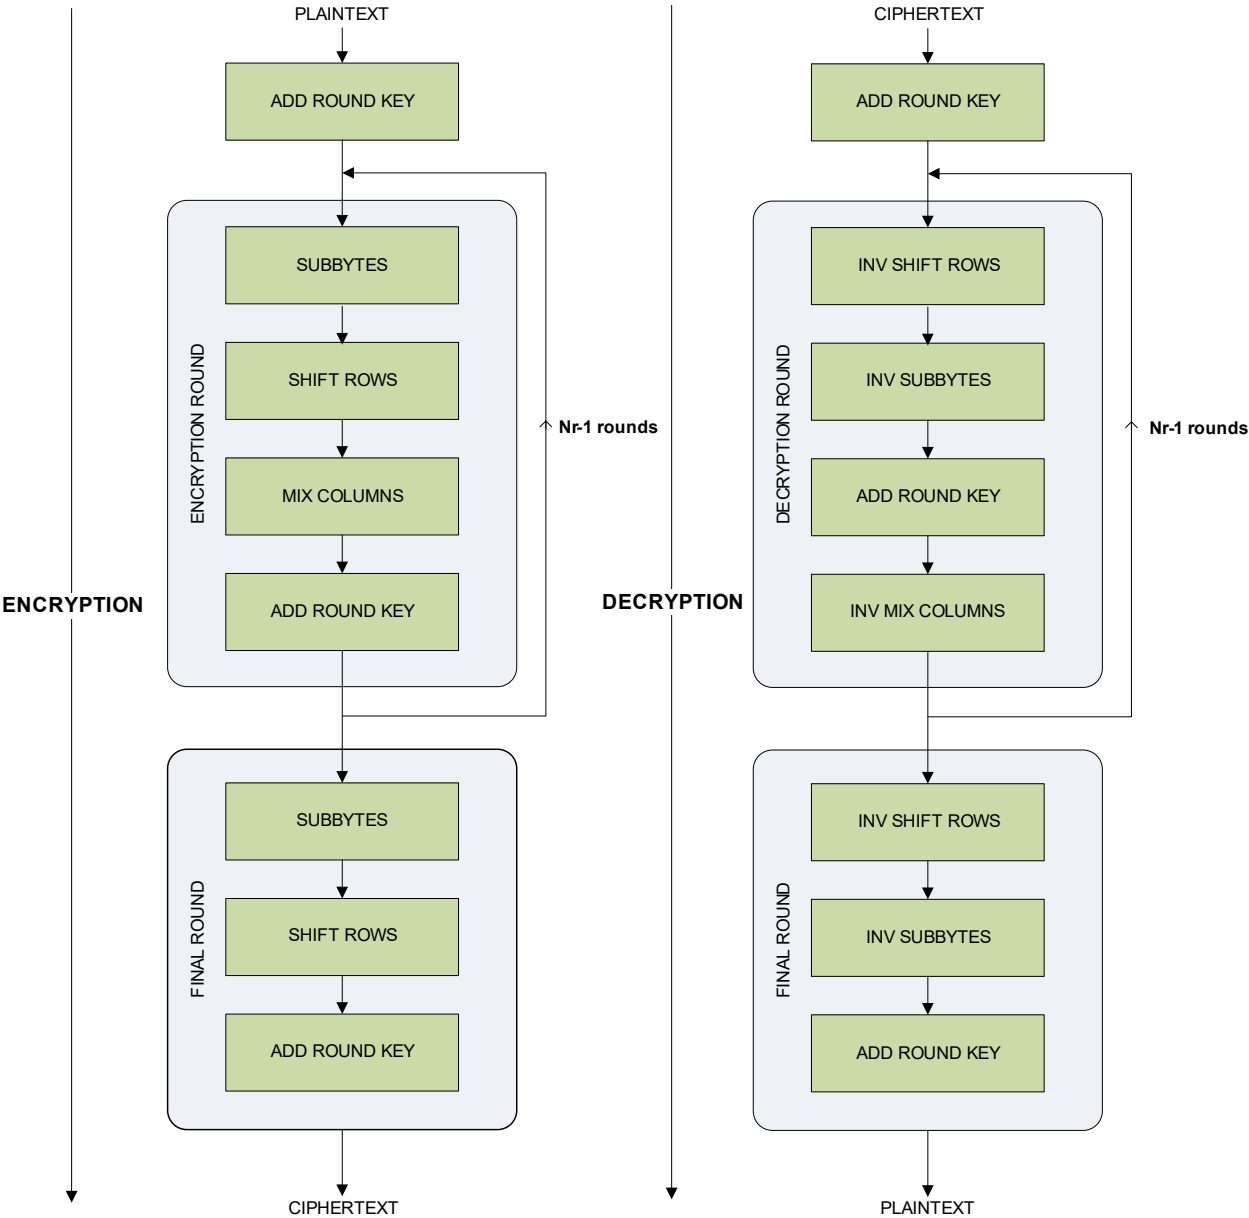 PLAINTEXT
ADD ROUND KEY
SUBBYTES
SHIFT ROWS
MIX COLUMNS
ADD ROUND KEY
ENCRYPTION ROUND
Nr-1 rounds
ENCRYPTION
SUBBYTES
SHIFT ROWS
ADD ROUND KEY
FINAL ROUND
CIPHERTEXT
CIPHERTEXT
ADD ROUND KEY
INV SHIFT ROWS
INV SUBBYTES
ADD ROUND KEY
INV MIX COLUMNS
DECRYPTION ROUND
Nr-1 rounds
DECRYPTION
INV SHIFT ROWS
INV SUBBYTES
ADD ROUND KEY
FINAL ROUND
PLAINTEXT